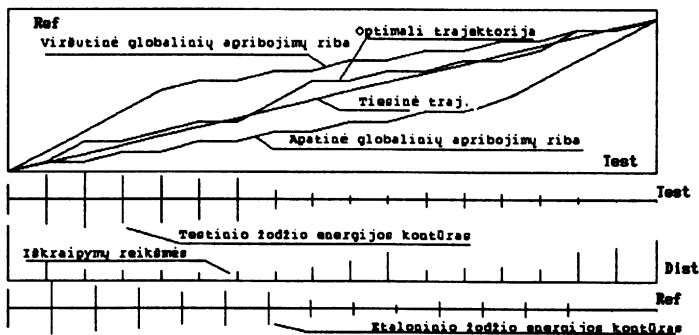 Ref
Optimali trajektorija
Viršutinė globalinių apribojimų riba
Tiesinė traj.
Apatinė globalinių apribojimų riba
Test
Test
Testinio žodžio energijos kontūras
Iškraipymų reikšmės
Dist
Ref
Etaloninio žodžio energijos kontūras